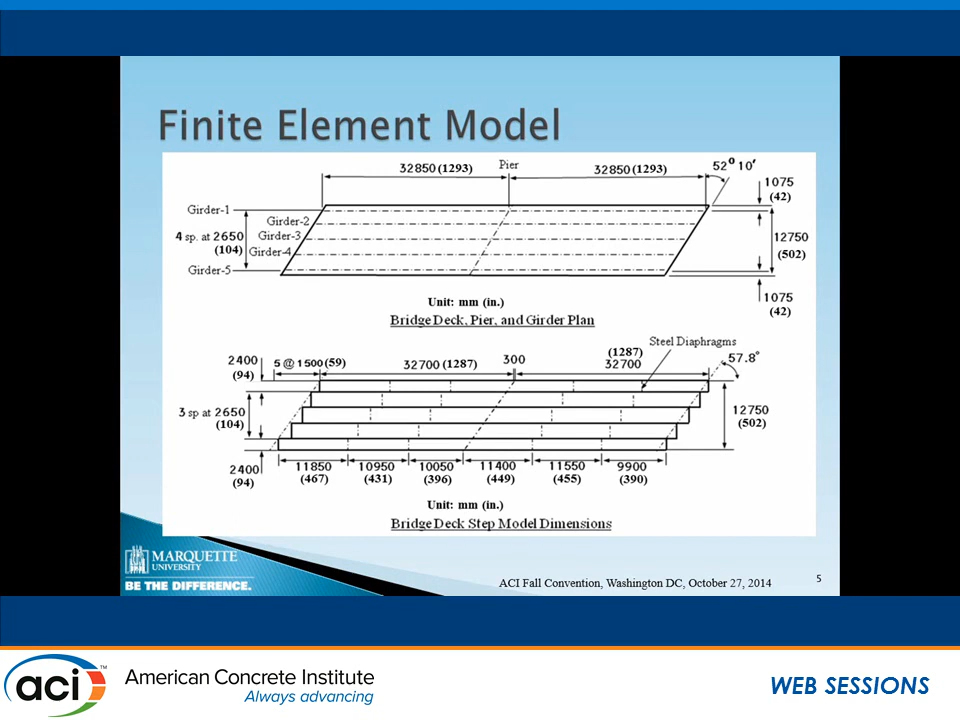 Finite Element Model
32850 (1293) Pier 32850 (1293) 52° 10′
1075
(42)
Girder-1
Girder-2
4 sp. at 2650 Girder-3 12750
(104) Girder-4 (502)
Girder-5
1075
(42)
Unit: mm (in.)
Bridge Deck, Pier, and Girder Plan
Steel Diaphragms
2400 5 @ 1500 (59) 32700 (1287) 300 (1287) 57.8°
(94) 32700
3 sp at 2650 12750
(104) (502)
2400 11850 10950 10050 11400 11550 9900
(94) (467) (431) (396) (449) (455) (390)
Unit: mm (in.)
Bridge Deck Step Model Dimensions
MARQUETTE
UNIVERSITY
BE THE DIFFERENCE.
ACI Fall Convention, Washington DC, October 27, 2014 5
aci™ American Concrete Institute
Always advancing
WEB SESSIONS